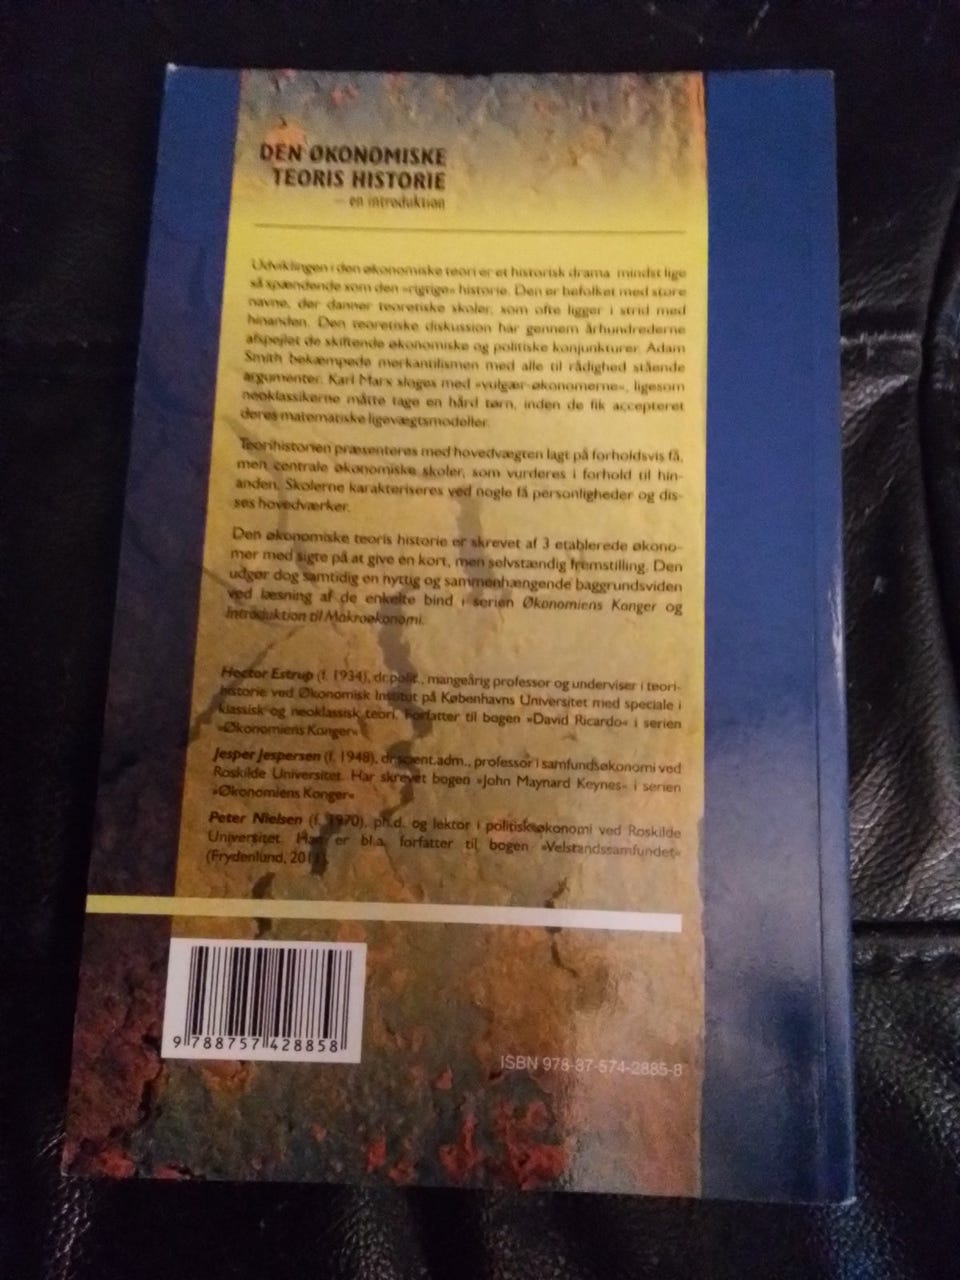 DEN ØKONOMISKE
TEORIS HISTORIE
– en introduktion
Udviklingen i den økonomiske teori er et historisk drama mindst lige
så spændende som den »rigtige« historie. Den er befolket med store
navne, der danner teoretiske skoler, som ofte ligger i strid med
hinanden. Den teoretiske diskussion har gennem århundrederne
afspejlet de skiftende økonomiske og politiske konjunkturer. Adam
Smith bekæmpede merkantilismen med alle til rådighed stående
argumenter. Karl Marx sloges med »vulgær-økonomerne«, ligesom
neoklassikerne måtte tage en hård tørn, inden de fik accepteret
deres matematiske ligevægtsmodeller.
Teorihistorien præsenteres med hovedvægten lagt på forholdsvis få,
men centrale økonomiske skoler, som vurderes i forhold til hin-
anden. Skolerne karakteriseres ved nogle få personligheder og dis-
ses hovedværker.
Den økonomiske teoris historie er skrevet af 3 etablerede økono-
mer med sigte på at give en kort, men selvstændig fremstilling. Den
udgør dog samtidig en nyttig og sammenhængende baggrundsviden
ved læsning af de enkelte bind i serien Økonomiens Konger og
Introduktion til Makroøkonomi.
Hector Estrup (f. 1934), dr.polit., mangeårig professor og underviser i teori-
historie ved Økonomisk Institut på Københavns Universitet med speciale i
klassisk og neoklassisk teori. Forfatter til bogen »David Ricardo« i serien
»Økonomiens Konger«
Jesper Jespersen (f. 1948), dr.scient.adm., professor i samfundsøkonomi ved
Roskilde Universitet. Har skrevet bogen »John Maynard Keynes« i serien
»Økonomiens Konger«
Peter Nielsen (f. 1970), ph.d. og lektor i politisk økonomi ved Roskilde
Universitet. Han er bl.a. forfatter til bogen »Velstandssamfundet«
(Frydenlund,
9 788757 428858
ISBN 978-87-574-2885-8